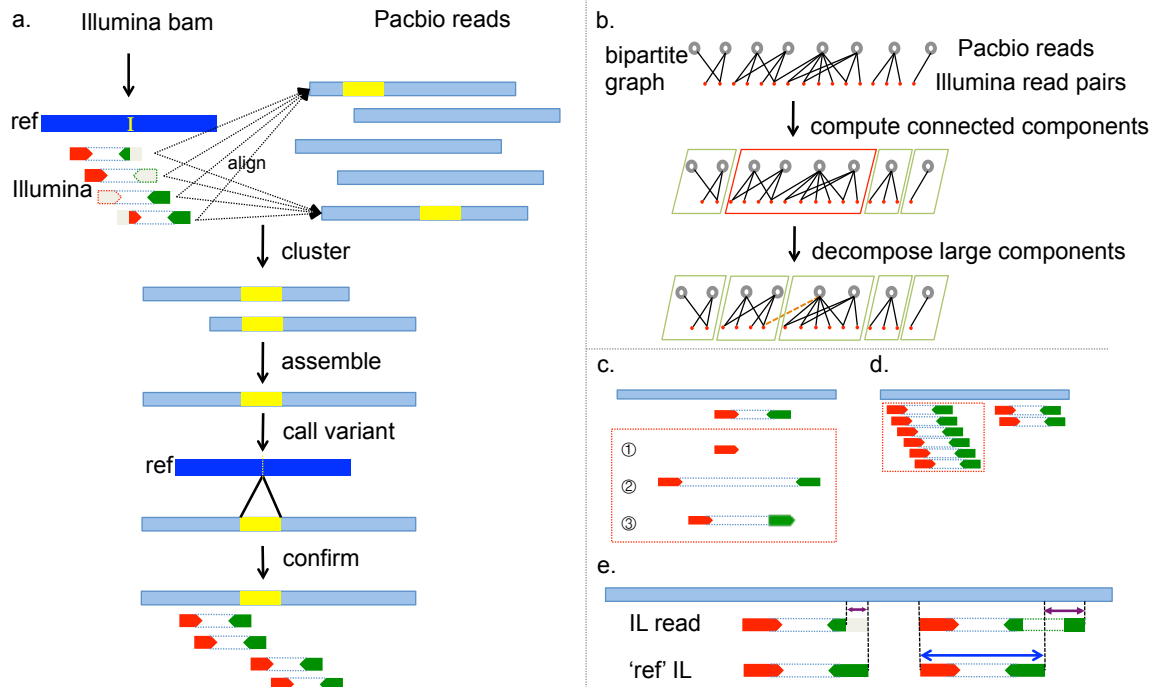 a.
Illumina bam
Pacbio reads
ref
I
align
Illumina
cluster
assemble
call variant
ref
confirm
b.
bipartite
graph
Pacbio reads
Illumina read pairs
compute connected components
decompose large components
c.
①
②
③
d.
e.
IL read
‘ref’ IL